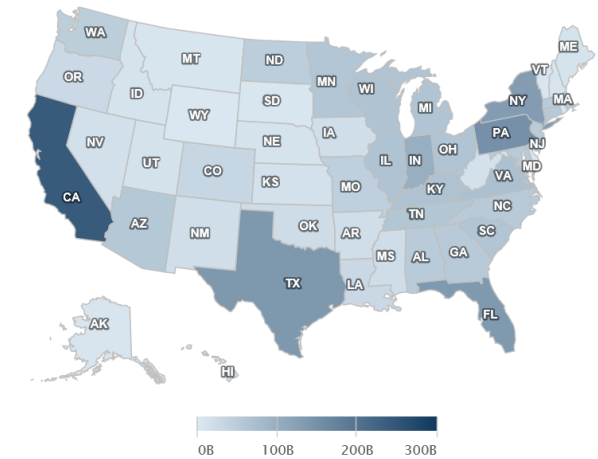 WA
MT
ND
ME
OR
ID
MN
VT
WI
SD
WY
MI
NY
MA
IA
PA
NE
NV
NJ
UT
IL
IN
OH
MD
CO
VA
CA
KS
MO
KY
NC
TN
AZ
NM
OK
AR
SC
MS
AL
GA
TX
LA
FL
AK
HI
0B 100B 200B 300B